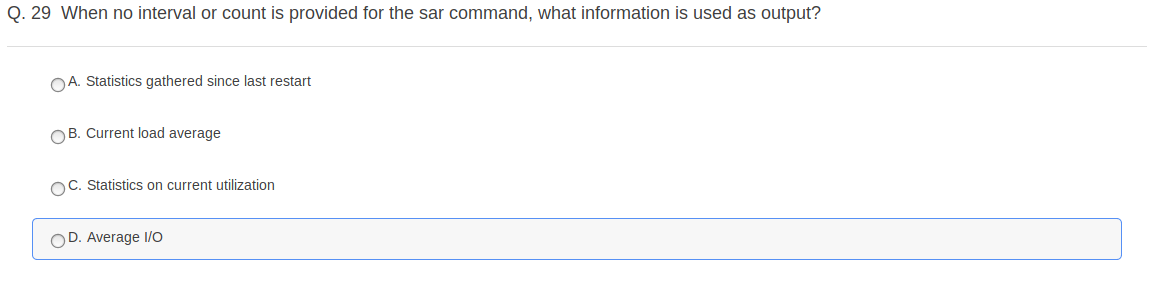 Q. 29 When no interval or count is provided for the sar command, what information is used as output?
A. Statistics gathered since last restart
B. Current load average
C. Statistics on current utilization
D. Average I/O